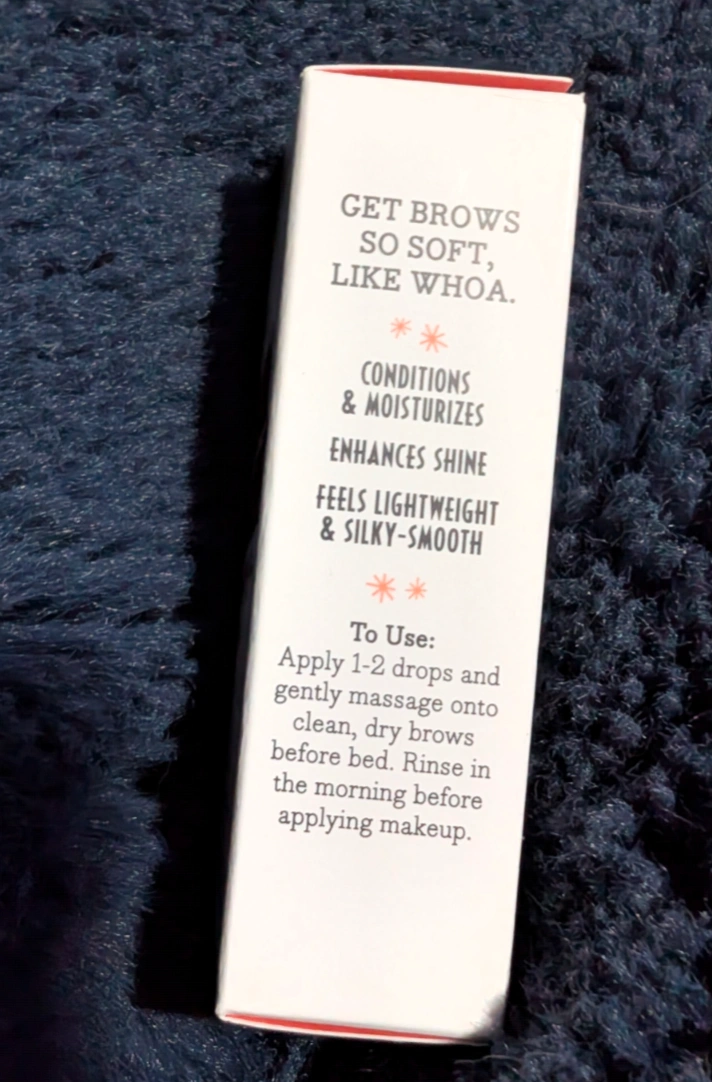 GET BROWS
SO SOFT,
LIKE WHOA.
CONDITIONS
& MOISTURIZES
ENHANCES SHINE
FEELS LIGHTWEIGHT
& SILKY-SMOOTH
To Use:
Apply 1-2 drops and
gently massage onto
clean, dry brows
before bed. Rinse in
the morning before
applying makeup.